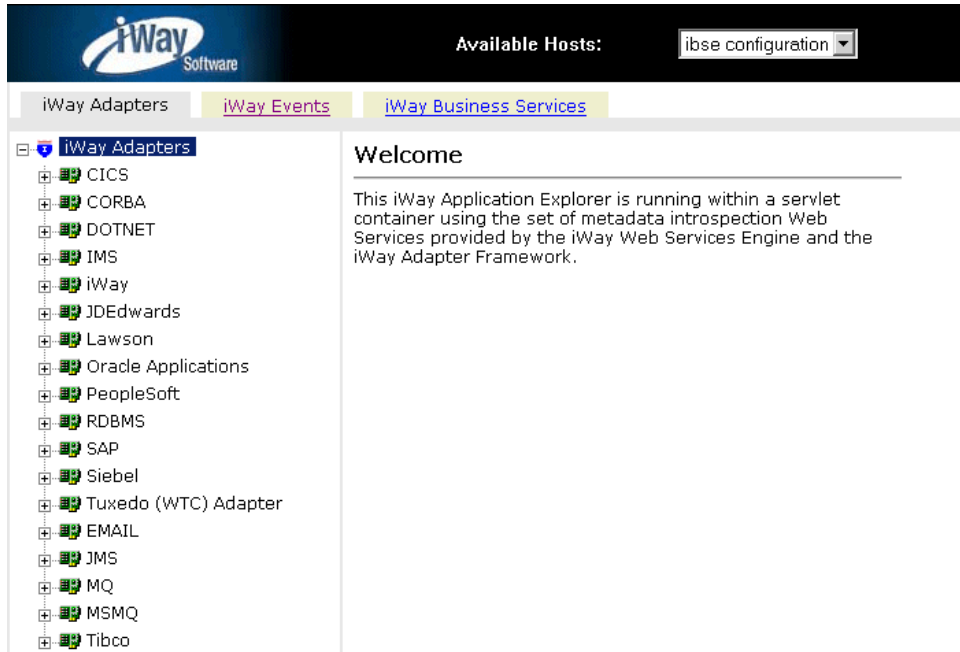 iWay
Software
Available Hosts:
ibse configuration
iWay Adapters
iWay Events
iWay Business Services
iWay Adapters
CICS
CORBA
DOTNET
IMS
iWay
JDEdwards
Lawson
Oracle Applications
PeopleSoft
RDBMS
SAP
Siebel
Tuxedo (WTC) Adapter
EMAIL
JMS
MQ
MSMQ
Tibco
Welcome
This iWay Application Explorer is running within a servlet
container using the set of metadata introspection Web
Services provided by the iWay Web Services Engine and the
iWay Adapter Framework.